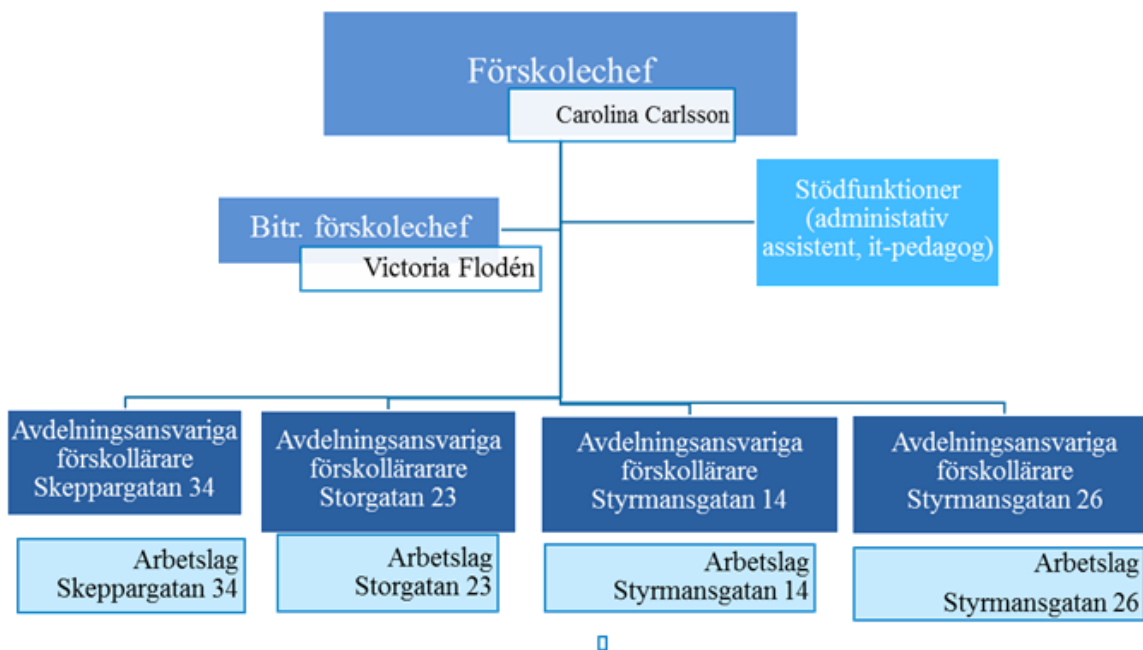 Förskolechef
Carolina Carlsson
Bitr. förskolechef
Victoria Flodén
Stödfunktioner
(administativ
assistent, it-pedagog)
Avdelningsansvariga
förskollärare
Skeppargatan 34
Avdelningsansvariga
förskollärarare
Storgatan 23
Avdelningsansvariga
förskollärare
Styrmansgatan 14
Avdelningsansvariga
förskollärare
Styrmansgatan 26
Arbetslag
Skeppargatan 34
Arbetslag
Storgatan 23
Arbetslag
Styrmansgatan 14
Arbetslag
Styrmansgatan 26